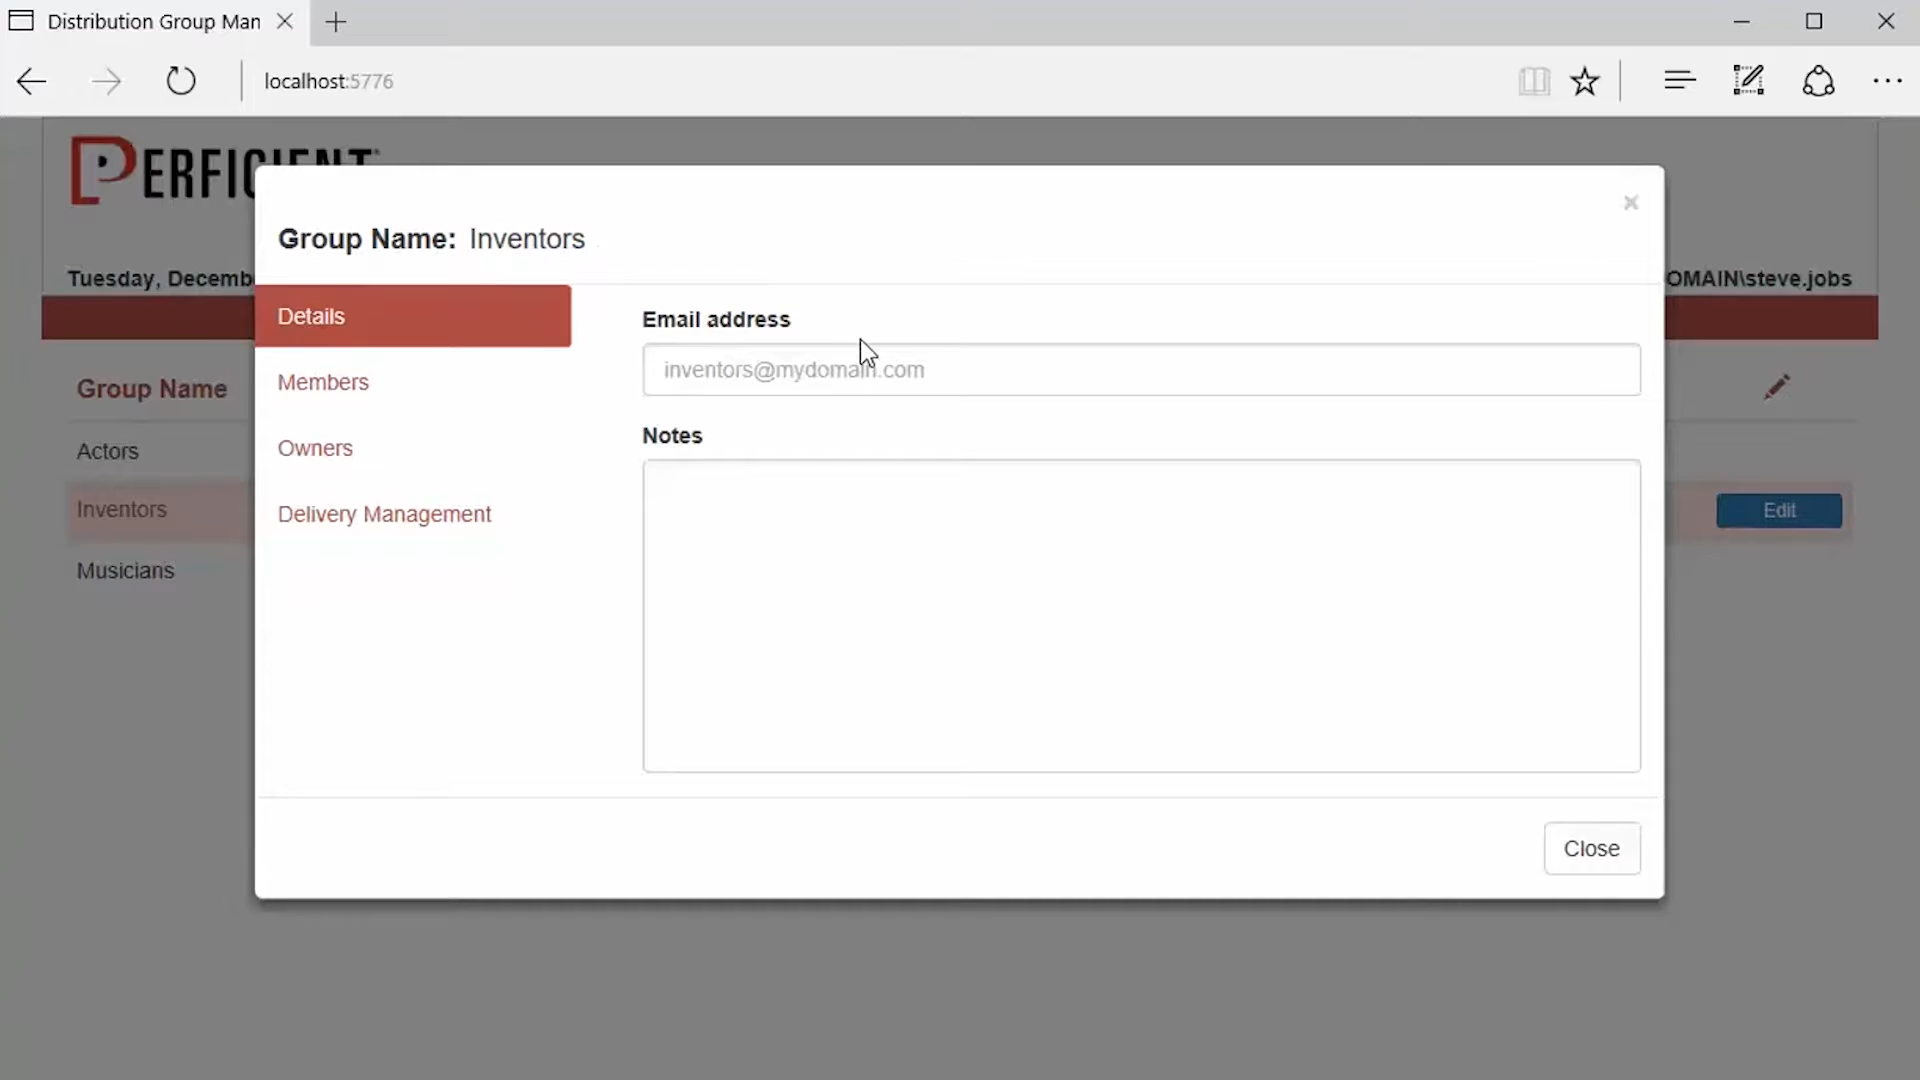 Distribution Group Man
localhost:5776
PERFICIENT
Group Name: Inventors
Tuesday, Decemb
OMAIN\steve.jobs
Details
Email address
inventors@mydomain.com
Group Name
Members
Notes
Actors
Owners
Inventors
Delivery Management
Edit
Musicians
Close